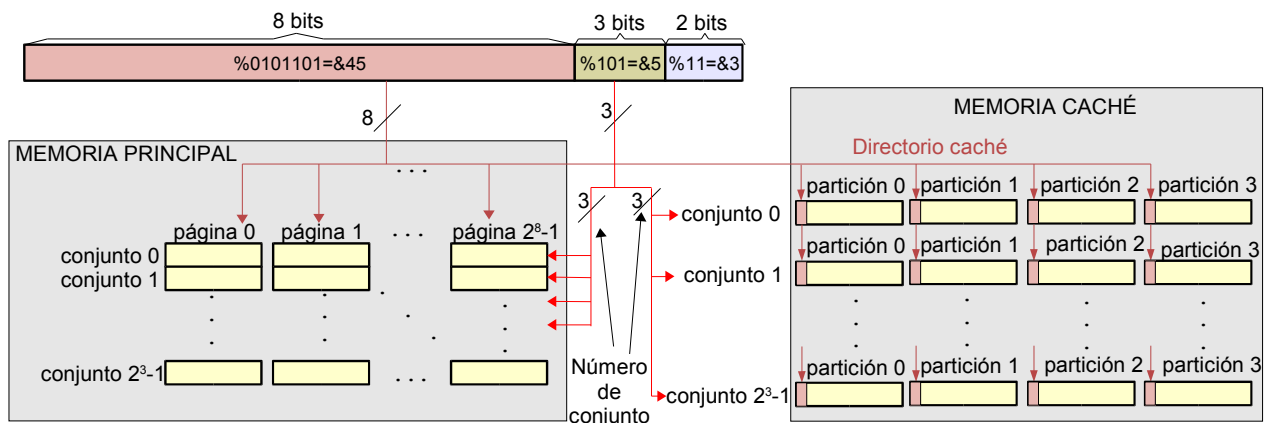 8 bits
3 bits
2 bits
%0101101=&45
%101=&5
%11=&3
8
3
MEMORIA PRINCIPAL
MEMORIA CACHÉ
Directorio caché
. . .
3
3
página 0
página 1
. . .
página 2⁸-1
conjunto 0
conjunto 1
. . .
conjunto 2³-1
Número
de
conjunto
conjunto 0
conjunto 1
conjunto 2³-1
partición 0
partición 1
partición 2
partición 3
partición 0
partición 1
partición 2
partición 3
partición 0
partición 1
partición 2
partición 3